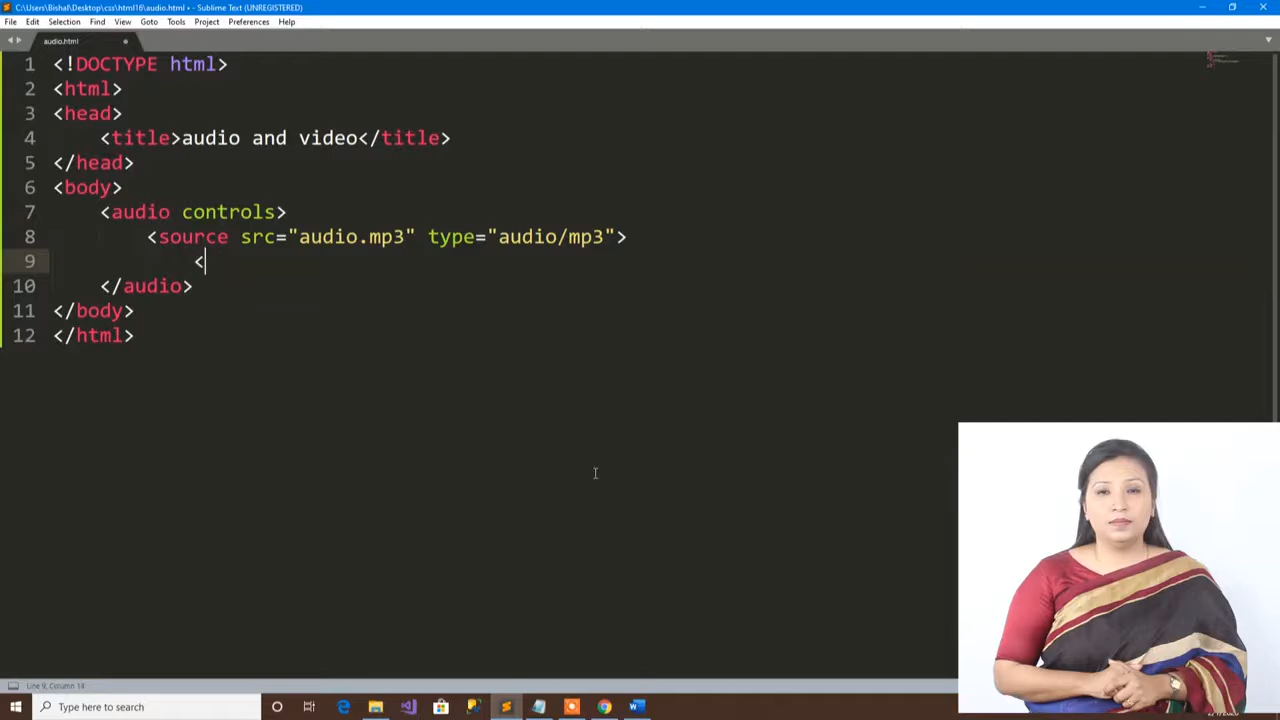 C:\Users\Bishal\Desktop\css\html16\audio.html • - Sublime Text (UNREGISTERED)
File Edit Selection Find View Goto Tools Project Preferences Help
audio.html
1 <!DOCTYPE html>
2 <html>
3 <head>
4 <title>audio and video</title>
5 </head>
6 <body>
7 <audio controls>
8 <source src="audio.mp3" type="audio/mp3">
9 <
10 </audio>
11 </body>
12 </html>
Line 9, Column 14
Type here to search